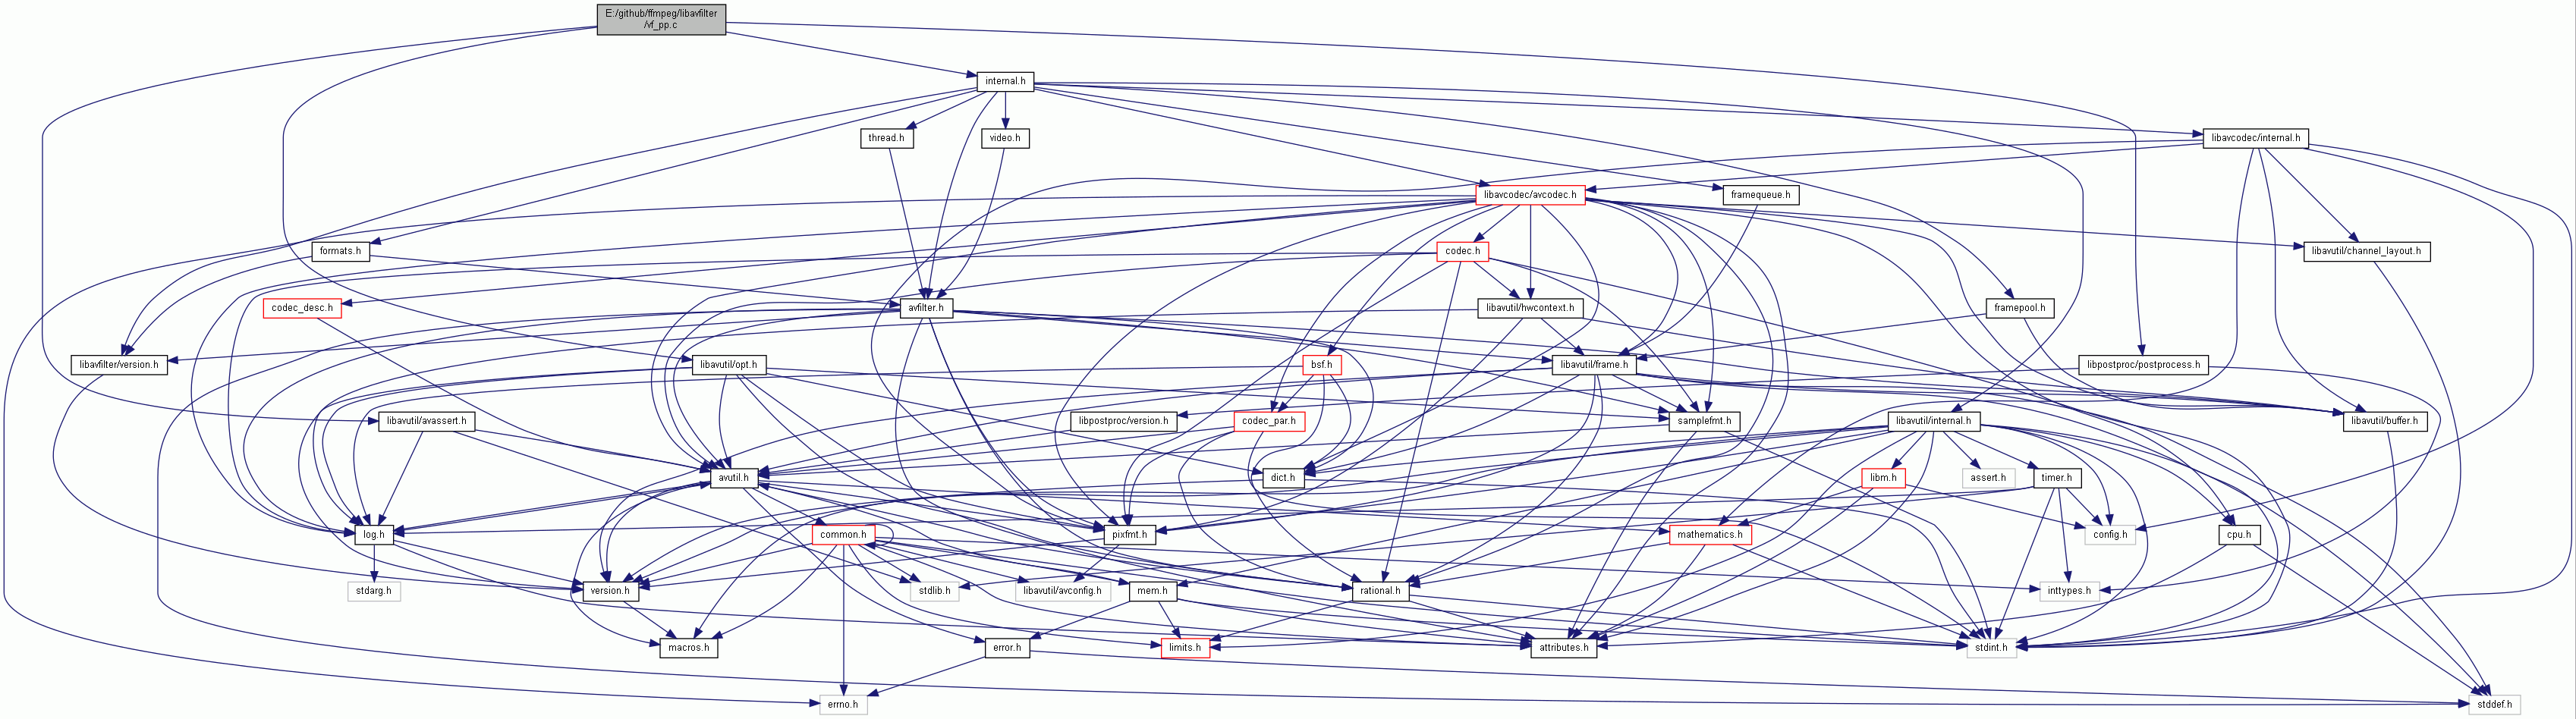 E:/github/ffmpeg/libavfilter
/vf_pp.c
internal.h
thread.h
video.h
libavcodec/internal.h
libavcodec/avcodec.h
framequeue.h
formats.h
codec.h
libavutil/channel_layout.h
codec_desc.h
avfilter.h
libavutil/hwcontext.h
framepool.h
libavfilter/version.h
libavutil/opt.h
bsf.h
libavutil/frame.h
libpostproc/postprocess.h
libavutil/avassert.h
libpostproc/version.h
codec_par.h
samplefmt.h
libavutil/internal.h
libavutil/buffer.h
avutil.h
dict.h
libm.h
assert.h
timer.h
log.h
common.h
pixfmt.h
mathematics.h
config.h
cpu.h
stdarg.h
version.h
stdlib.h
libavutil/avconfig.h
mem.h
rational.h
inttypes.h
macros.h
error.h
limits.h
attributes.h
stdint.h
errno.h
stddef.h